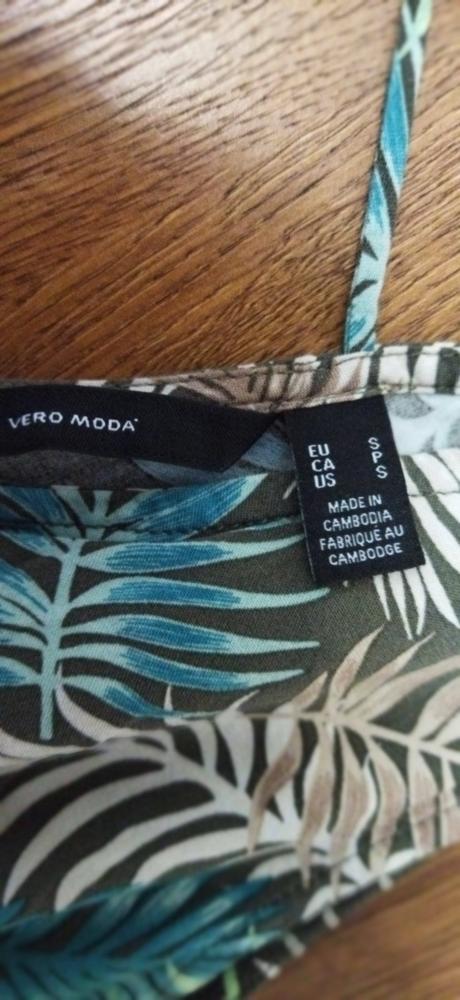 VERO MODA
EU S
CA P
US S
MADE IN
CAMBODIA
FABRIQUÉ AU
CAMBODGE